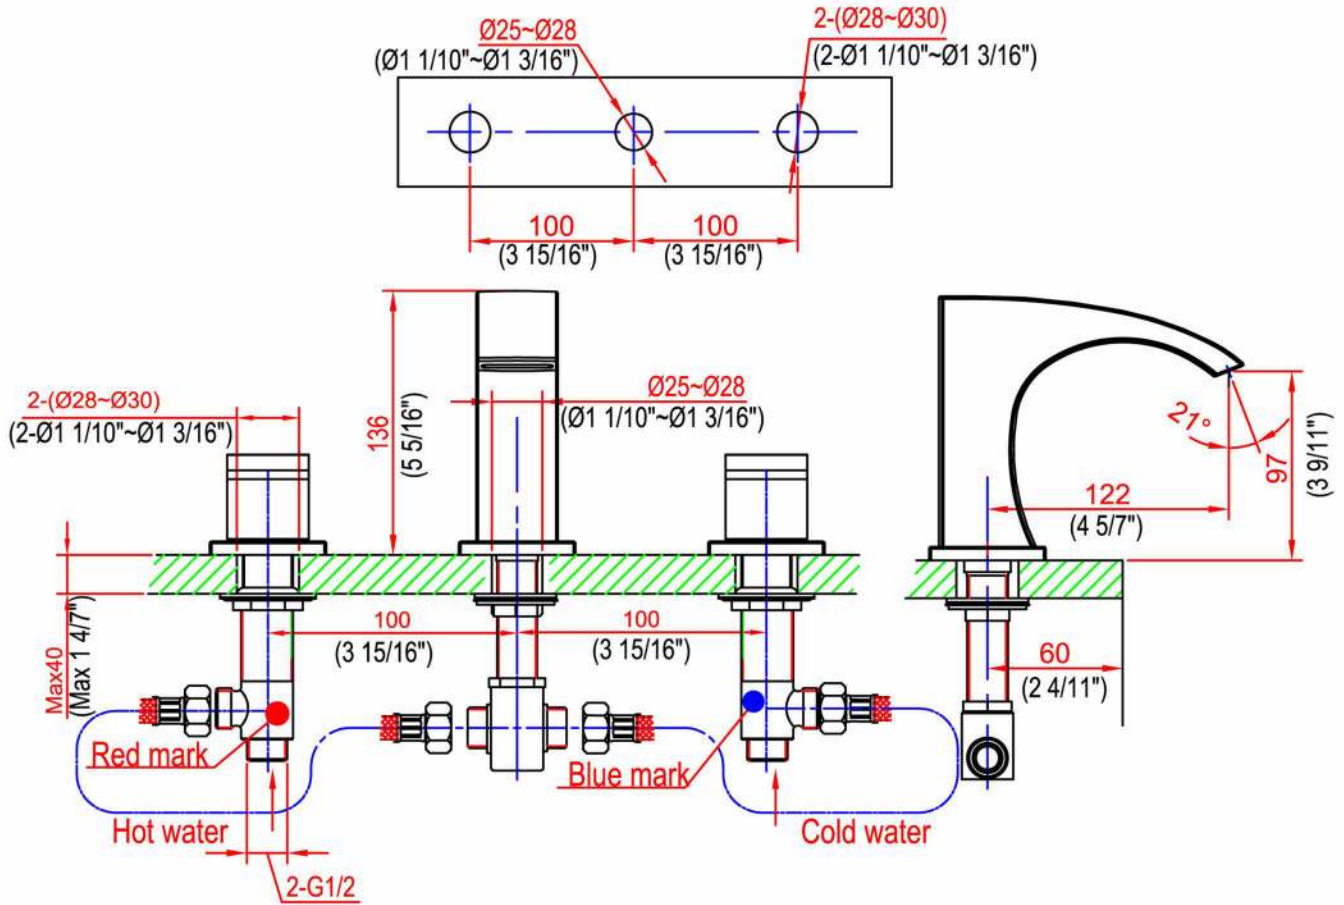 Ø25~Ø28
(Ø1 1/10"~Ø1 3/16")
2-(Ø28~Ø30)
(2-Ø1 1/10"~Ø1 3/16")
100
(3 15/16")
100
(3 15/16")
2-(Ø28~Ø30)
(2-Ø1 1/10"~Ø1 3/16")
136
(5 5/16")
Ø25~Ø28
(Ø1 1/10"~Ø1 3/16")
21°
97
(3 9/11")
122
(4 5/7")
Max40
(Max 1 4/7")
100
(3 15/16")
100
(3 15/16")
60
(2 4/11")
Red mark
Blue mark
Hot water
Cold water
2-G1/2